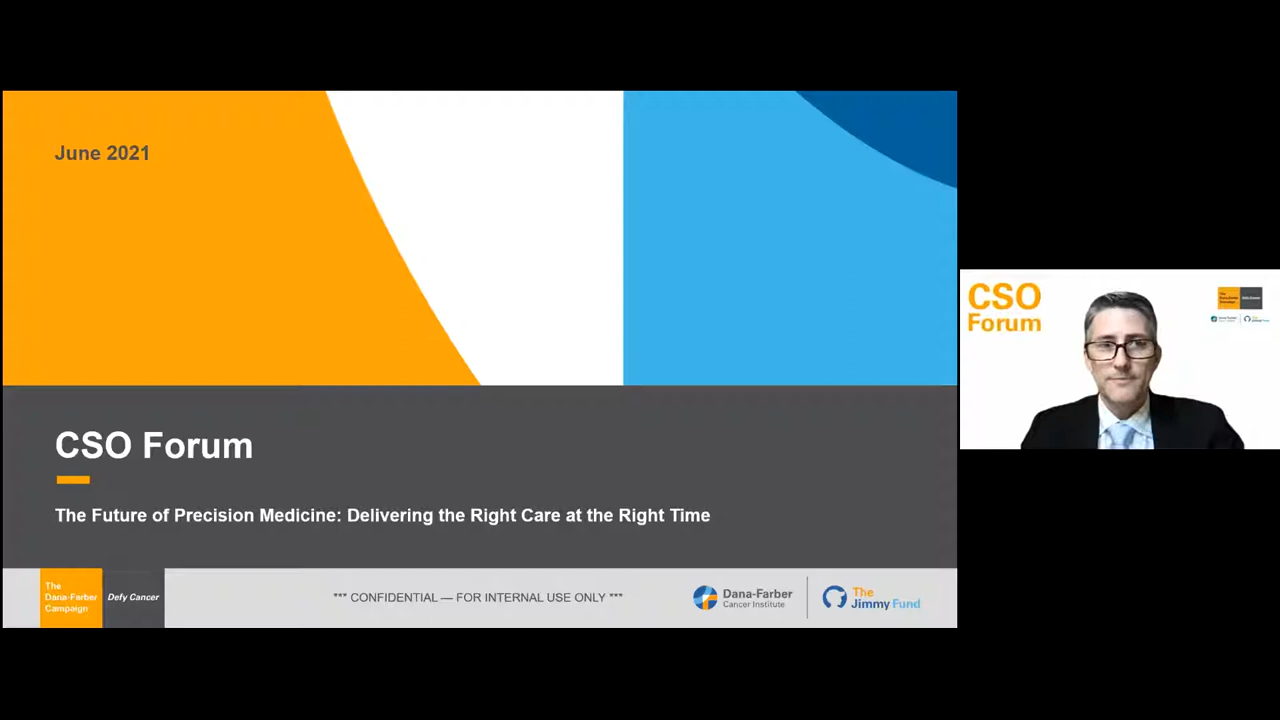 June 2021
CSO Forum
The Future of Precision Medicine: Delivering the Right Care at the Right Time
The
Dana-Farber
Campaign
Defy Cancer
*** CONFIDENTIAL — FOR INTERNAL USE ONLY ***
Dana-Farber
Cancer Institute
The
Jimmy Fund
CSO
Forum